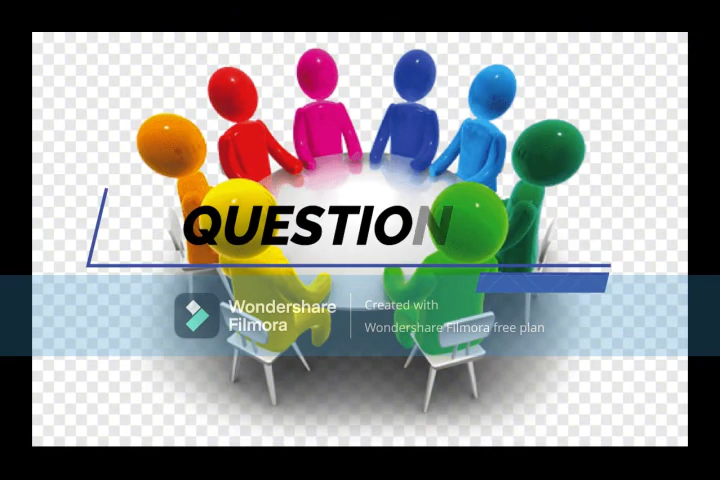 QUESTION
Wondershare
Filmora
Created with
Wondershare Filmora free plan